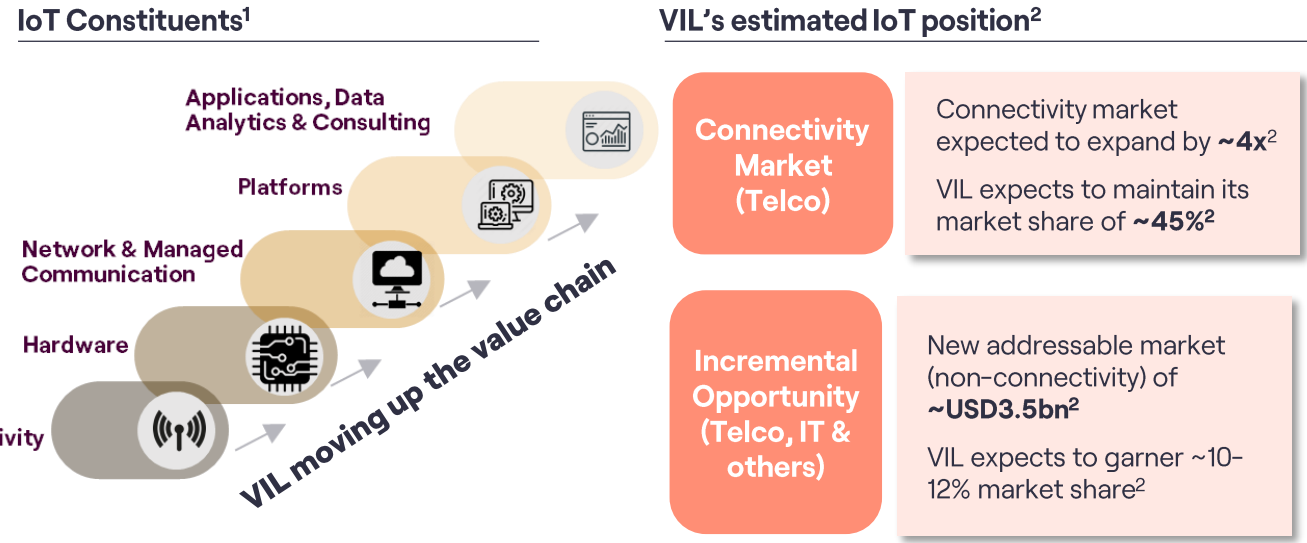 IoT Constituents¹
Applications, Data
Analytics & Consulting
Platforms
Network & Managed
Communication
Hardware
ivity
VIL moving up the value chain
VIL's estimated IoT position²
Connectivity
Market
(Telco)
Connectivity market
expected to expand by ~4x²
VIL expects to maintain its
market share of ~45%²
Incremental
Opportunity
(Telco, IT &
others)
New addressable market
(non-connectivity) of
~USD3.5bn²
VIL expects to garner ~10-
12% market share²